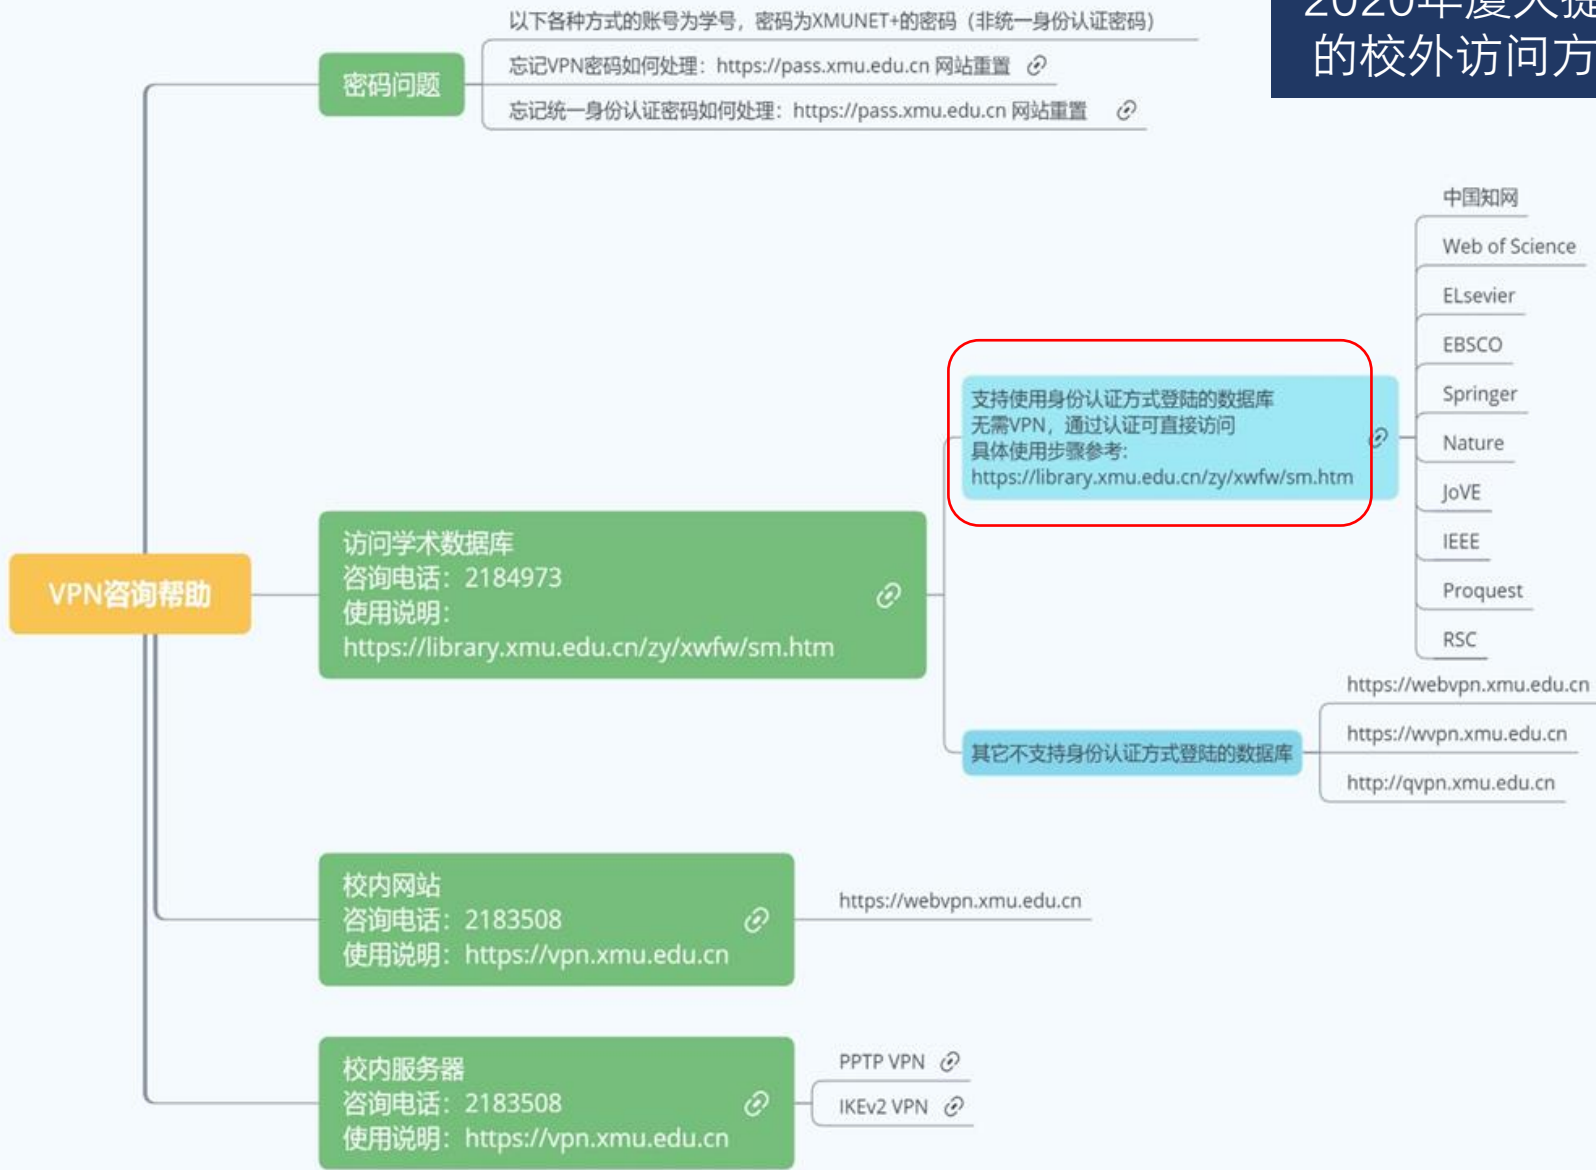 2020年厦大提
的校外访问方
以下各种方式的账号为学号，密码为XMUNET+的密码（非统一身份认证密码）
密码问题
忘记VPN密码如何处理：https://pass.xmu.edu.cn 网站重置
忘记统一身份认证密码如何处理：https://pass.xmu.edu.cn 网站重置
VPN咨询帮助
访问学术数据库
咨询电话：2184973
使用说明：
https://library.xmu.edu.cn/zy/xwfw/sm.htm
支持使用身份认证方式登陆的数据库
无需VPN，通过认证可直接访问
具体使用步骤参考:
https://library.xmu.edu.cn/zy/xwfw/sm.htm
中国知网
Web of Science
ELsevier
EBSCO
Springer
Nature
JoVE
IEEE
Proquest
RSC
其它不支持身份认证方式登陆的数据库
https://webvpn.xmu.edu.cn
https://wvpn.xmu.edu.cn
http://qvpn.xmu.edu.cn
校内网站
咨询电话：2183508
使用说明：https://vpn.xmu.edu.cn
https://webvpn.xmu.edu.cn
校内服务器
咨询电话：2183508
使用说明：https://vpn.xmu.edu.cn
PPTP VPN
IKEv2 VPN